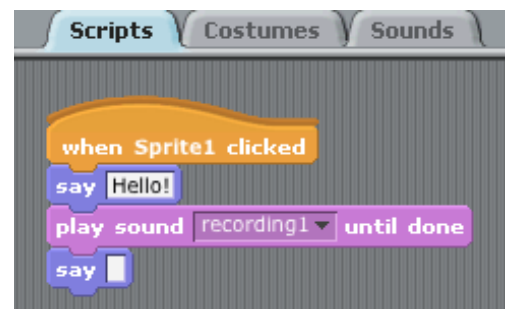 Scripts Costumes Sounds
when Sprite1 clicked
say Hello!
play sound recording1 until done
say